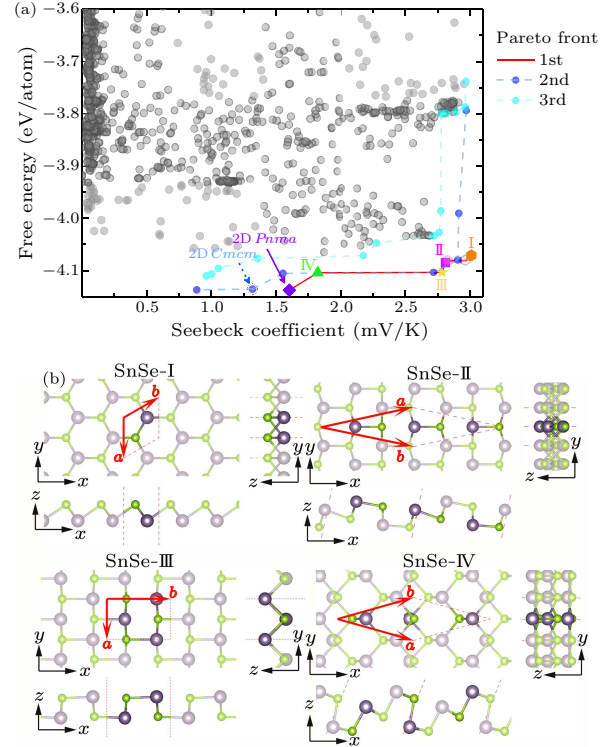 (a)
−3.6
−3.7
−3.8
−3.9
−4.0
−4.1
Free energy (eV/atom)
0.5
1.0
1.5
2.0
2.5
3.0
Seebeck coefficient (mV/K)
2D Cmcm
2D Pnma
Ⅳ
Ⅱ
Ⅰ
Ⅲ
Pareto front
1st
2nd
3rd
(b)
SnSe-Ⅰ
SnSe-Ⅱ
b
a
y
x
y
z
z
x
a
b
y
x
y
z
z
x
SnSe-Ⅲ
SnSe-Ⅳ
b
a
y
x
y
z
z
x
b
a
y
x
y
z
z
x